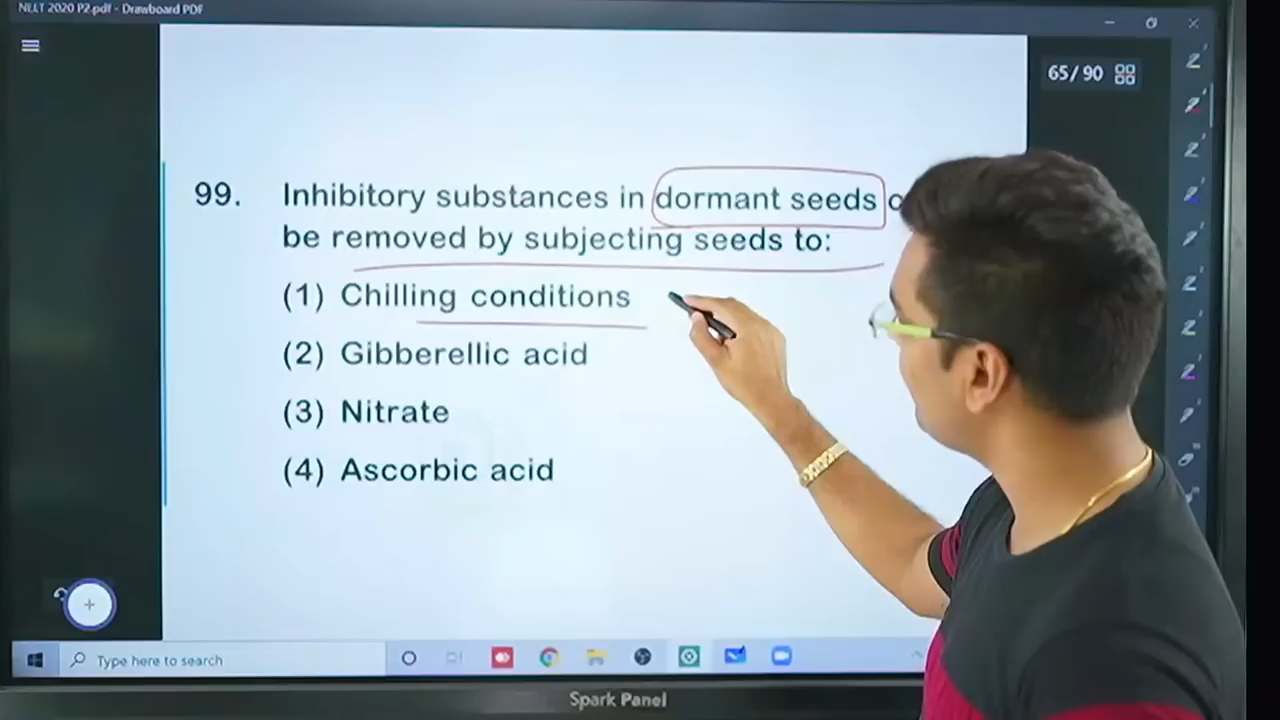 NEET 2020 P2.pdf - Drawboard PDF
65/90
99. Inhibitory substances in dormant seeds
be removed by subjecting seeds to:
(1) Chilling conditions
(2) Gibberellic acid
(3) Nitrate
(4) Ascorbic acid
Type here to search
Spark Panel